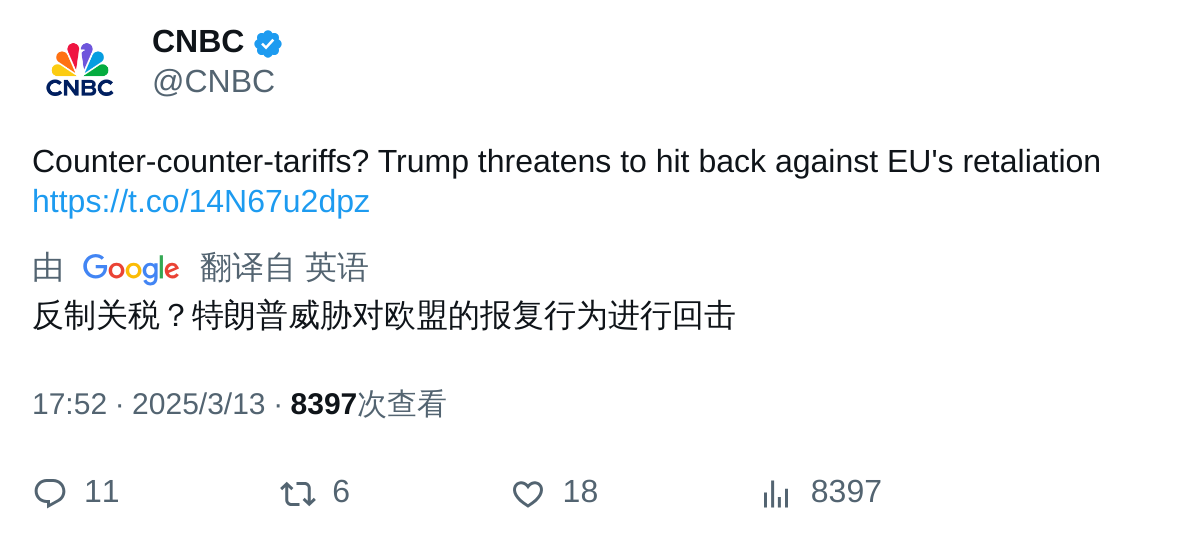 CNBC
CNBC
@CNBC
Counter-counter-tariffs? Trump threatens to hit back against EU's retaliation
https://t.co/14N67u2dpz
由 Google 翻译自 英语
反制关税？特朗普威胁对欧盟的报复行为进行回击
17:52 · 2025/3/13 · 8397次查看
11 6 18 8397